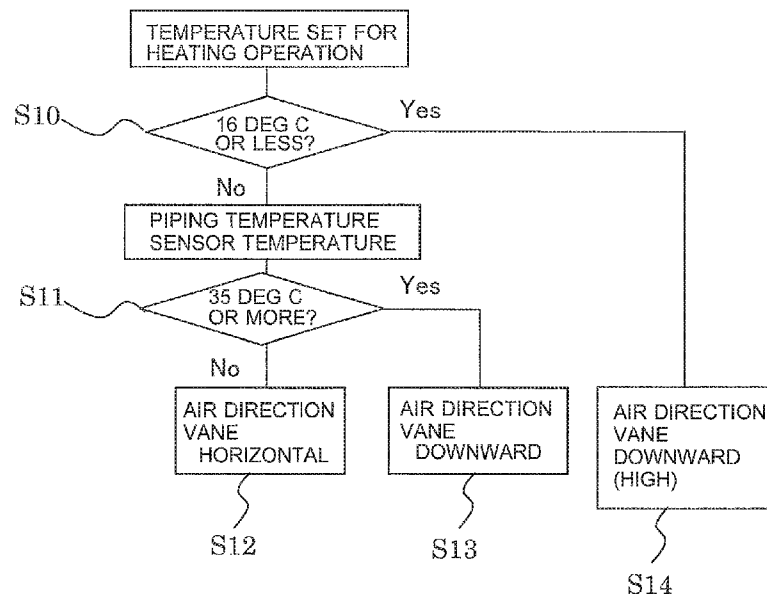 TEMPERATURE SET FOR
HEATING OPERATION
S10
16 DEG C
OR LESS?
Yes
No
PIPING TEMPERATURE
SENSOR TEMPERATURE
S11
35 DEG C
OR MORE?
Yes
No
AIR DIRECTION
VANE
HORIZONTAL
AIR DIRECTION
VANE
DOWNWARD
AIR DIRECTION
VANE
DOWNWARD
(HIGH)
S12
S13
S14